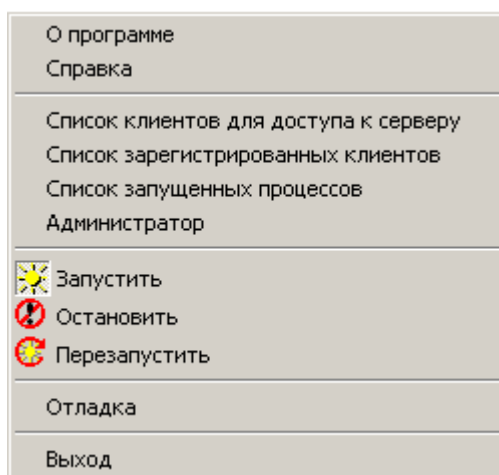 О программе
Справка
Список клиентов для доступа к серверу
Список зарегистрированных клиентов
Список запущенных процессов
Администратор
Запустить
Остановить
Перезапустить
Отладка
Выход